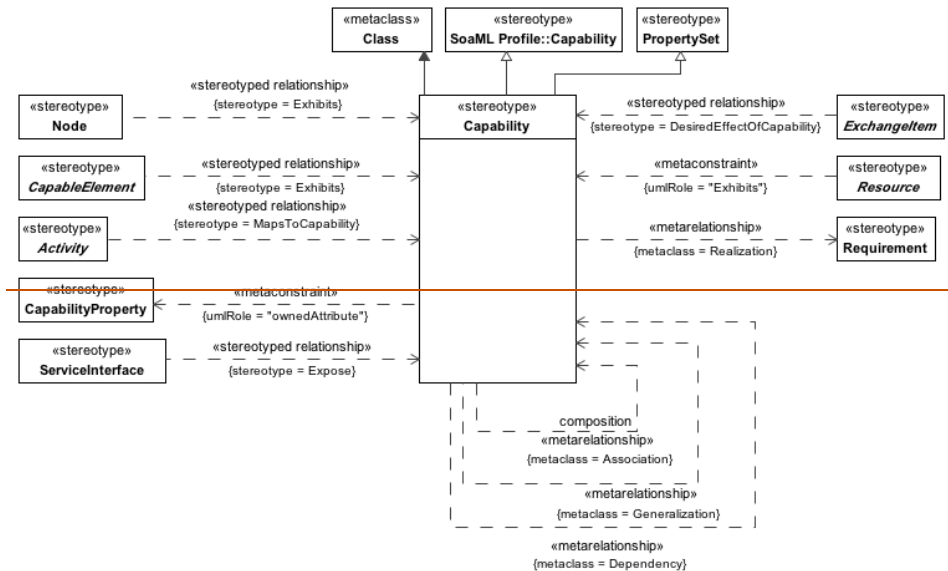 «metaclass»
Class
«stereotype»
SoaML Profile::Capability
«stereotype»
PropertySet
«stereotype»
Node
«stereotyped relationship»
{stereotype = Exhibits}
«stereotype»
Capability
«stereotyped relationship»
{stereotype = DesiredEffectOfCapability}
«stereotype»
ExchangeItem
«stereotype»
CapableElement
«stereotyped relationship»
{stereotype = Exhibits}
«metaconstraint»
{umlRole = "Exhibits"}
«stereotype»
Resource
«stereotype»
Activity
«stereotyped relationship»
{stereotype = MapsToCapability}
«metarelationship»
{metaclass = Realization}
«stereotype»
Requirement
«stereotype»
CapabilityProperty
«metaconstraint»
{umlRole = "ownedAttribute"}
«stereotype»
ServiceInterface
«stereotyped relationship»
{stereotype = Expose}
composition
«metarelationship»
{metaclass = Association}
«metarelationship»
{metaclass = Generalization}
«metarelationship»
{metaclass = Dependency}